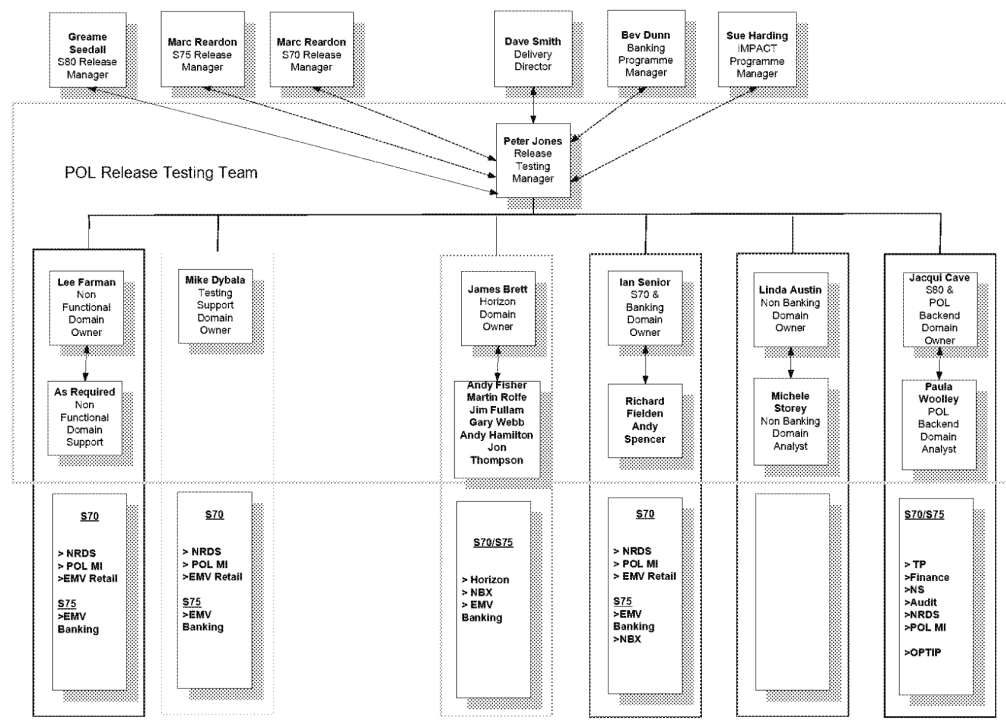 Greame
Seedall
S80 Release
Manager
Marc Reardon
S75 Release
Manager
Marc Reardon
S70 Release
Manager
Dave Smith
Delivery
Director
Bev Dunn
Banking
Programme
Manager
Sue Harding
IMPACT
Programme
Manager
Peter Jones
Release
Testing
Manager
POL Release Testing Team
Lee Farman
Non
Functional
Domain
Owner
Mike Dybala
Testing
Support
Domain
Owner
James Brett
Horizon
Domain
Owner
Ian Senior
S70 &
Banking
Domain
Owner
Linda Austin
Non Banking
Domain
Owner
Jacqui Cave
S80 &
POL
Backend
Domain
Owner
As Required
Non
Functional
Domain
Support
Andy Fisher
Martin Rolfe
Jim Fullam
Gary Webb
Andy Hamilton
Jon
Thompson
Richard
Fielden
Andy
Spencer
Michele
Storey
Non Banking
Domain
Analyst
Paula
Woolley
POL
Backend
Domain
Analyst
S70
> NRDS
> POL MI
>EMV Retail
S75
>EMV
Banking
S70
> NRDS
> POL MI
>EMV Retail
S75
>EMV
Banking
S70/S75
> Horizon
> NBX
> EMV
Banking
S70
> NRDS
> POL MI
> EMV Retail
S75
>EMV
Banking
>NBX
S70/S75
> TP
>Finance
>NS
>Audit
>NRDS
>POL MI
>OPTIP